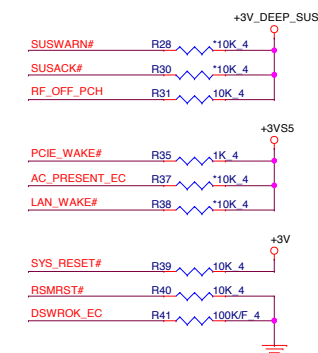 +3V_DEEP_SUS
SUSWARN# R28 *10K_4
SUSACK# R30 *10K_4
RF_OFF_PCH R31 10K_4
+3VS5
PCIE_WAKE# R35 1K_4
AC_PRESENT_EC R37 *10K_4
LAN_WAKE# R38 *10K_4
+3V
SYS_RESET# R39 10K_4
RSMRST# R40 10K_4
DSWROK_EC R41 100K/F_4